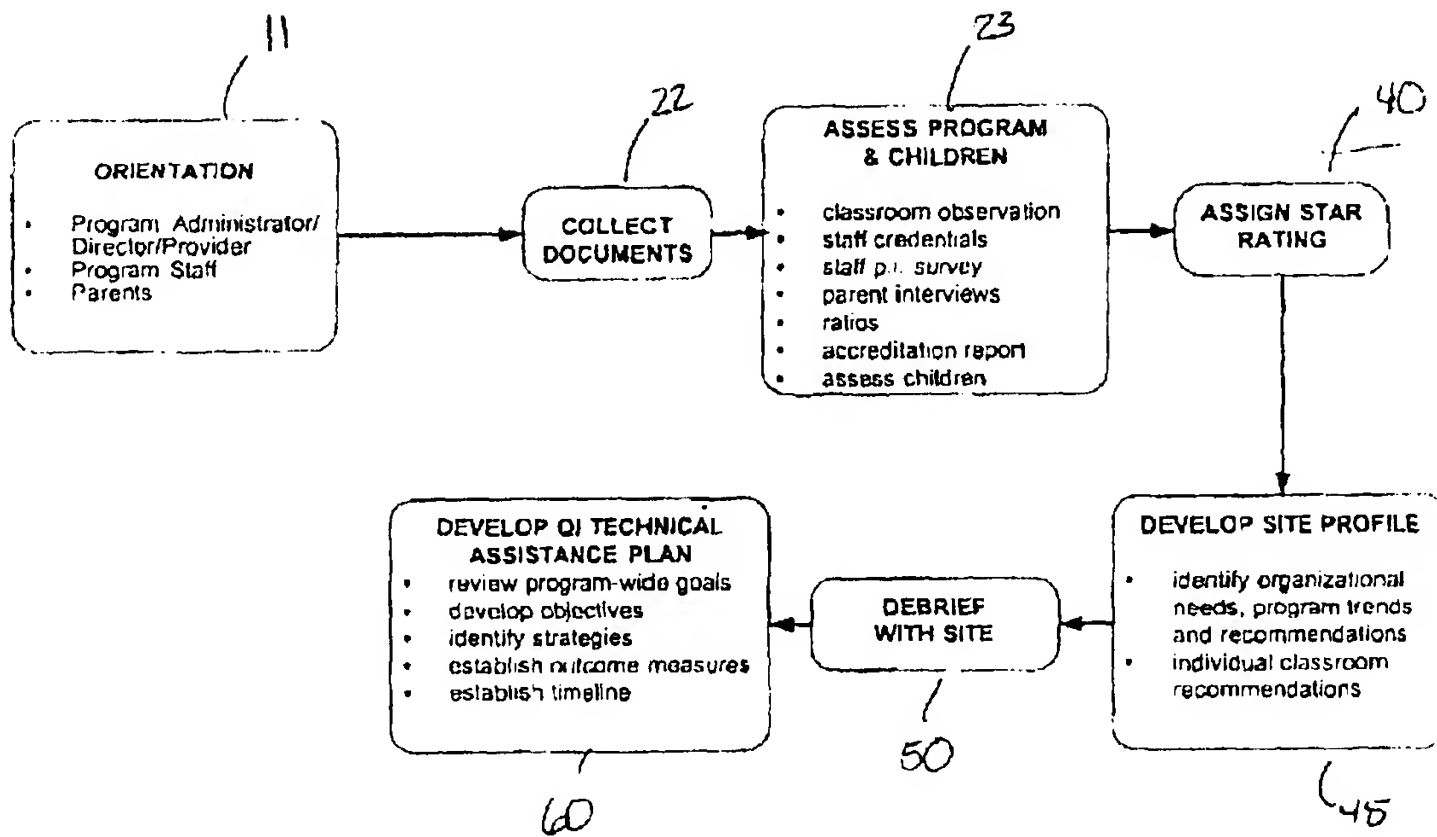 11
ORIENTATION
• Program Administrator/
Director/Provider
• Program Staff
• Parents
22
COLLECT
DOCUMENTS
23
ASSESS PROGRAM
& CHILDREN
• classroom observation
• staff credentials
• staff survey
• parent interviews
• ratios
• accreditation report
• assess children
40
ASSIGN STAR
RATING
DEVELOP SITE PROFILE
• identify organizational
needs, program trends
and recommendations
• individual classroom
recommendations
DEBRIEF
WITH SITE
50
DEVELOP QI TECHNICAL
ASSISTANCE PLAN
• review program-wide goals
• develop objectives
• identify strategies
• establish outcome measures
• establish timeline
60